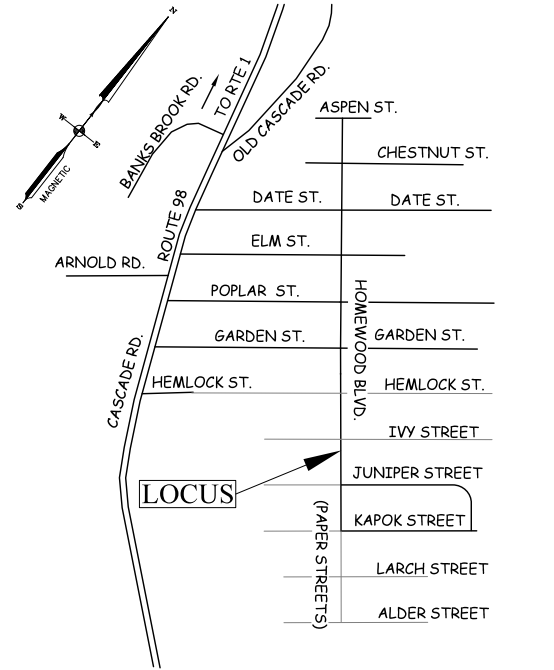 N
W
E
S
MAGNETIC
BANKS BROOK RD.
TO RTE 1
OLD CASCADE RD.
ASPEN ST.
CHESTNUT ST.
ROUTE 98
DATE ST.
DATE ST.
ELM ST.
ARNOLD RD.
POPLAR ST.
HOMEWOOD BLVD.
CASCADE RD.
GARDEN ST.
GARDEN ST.
HEMLOCK ST.
HEMLOCK ST.
IVY STREET
JUNIPER STREET
LOCUS
(PAPER STREETS)
KAPOK STREET
LARCH STREET
ALDER STREET